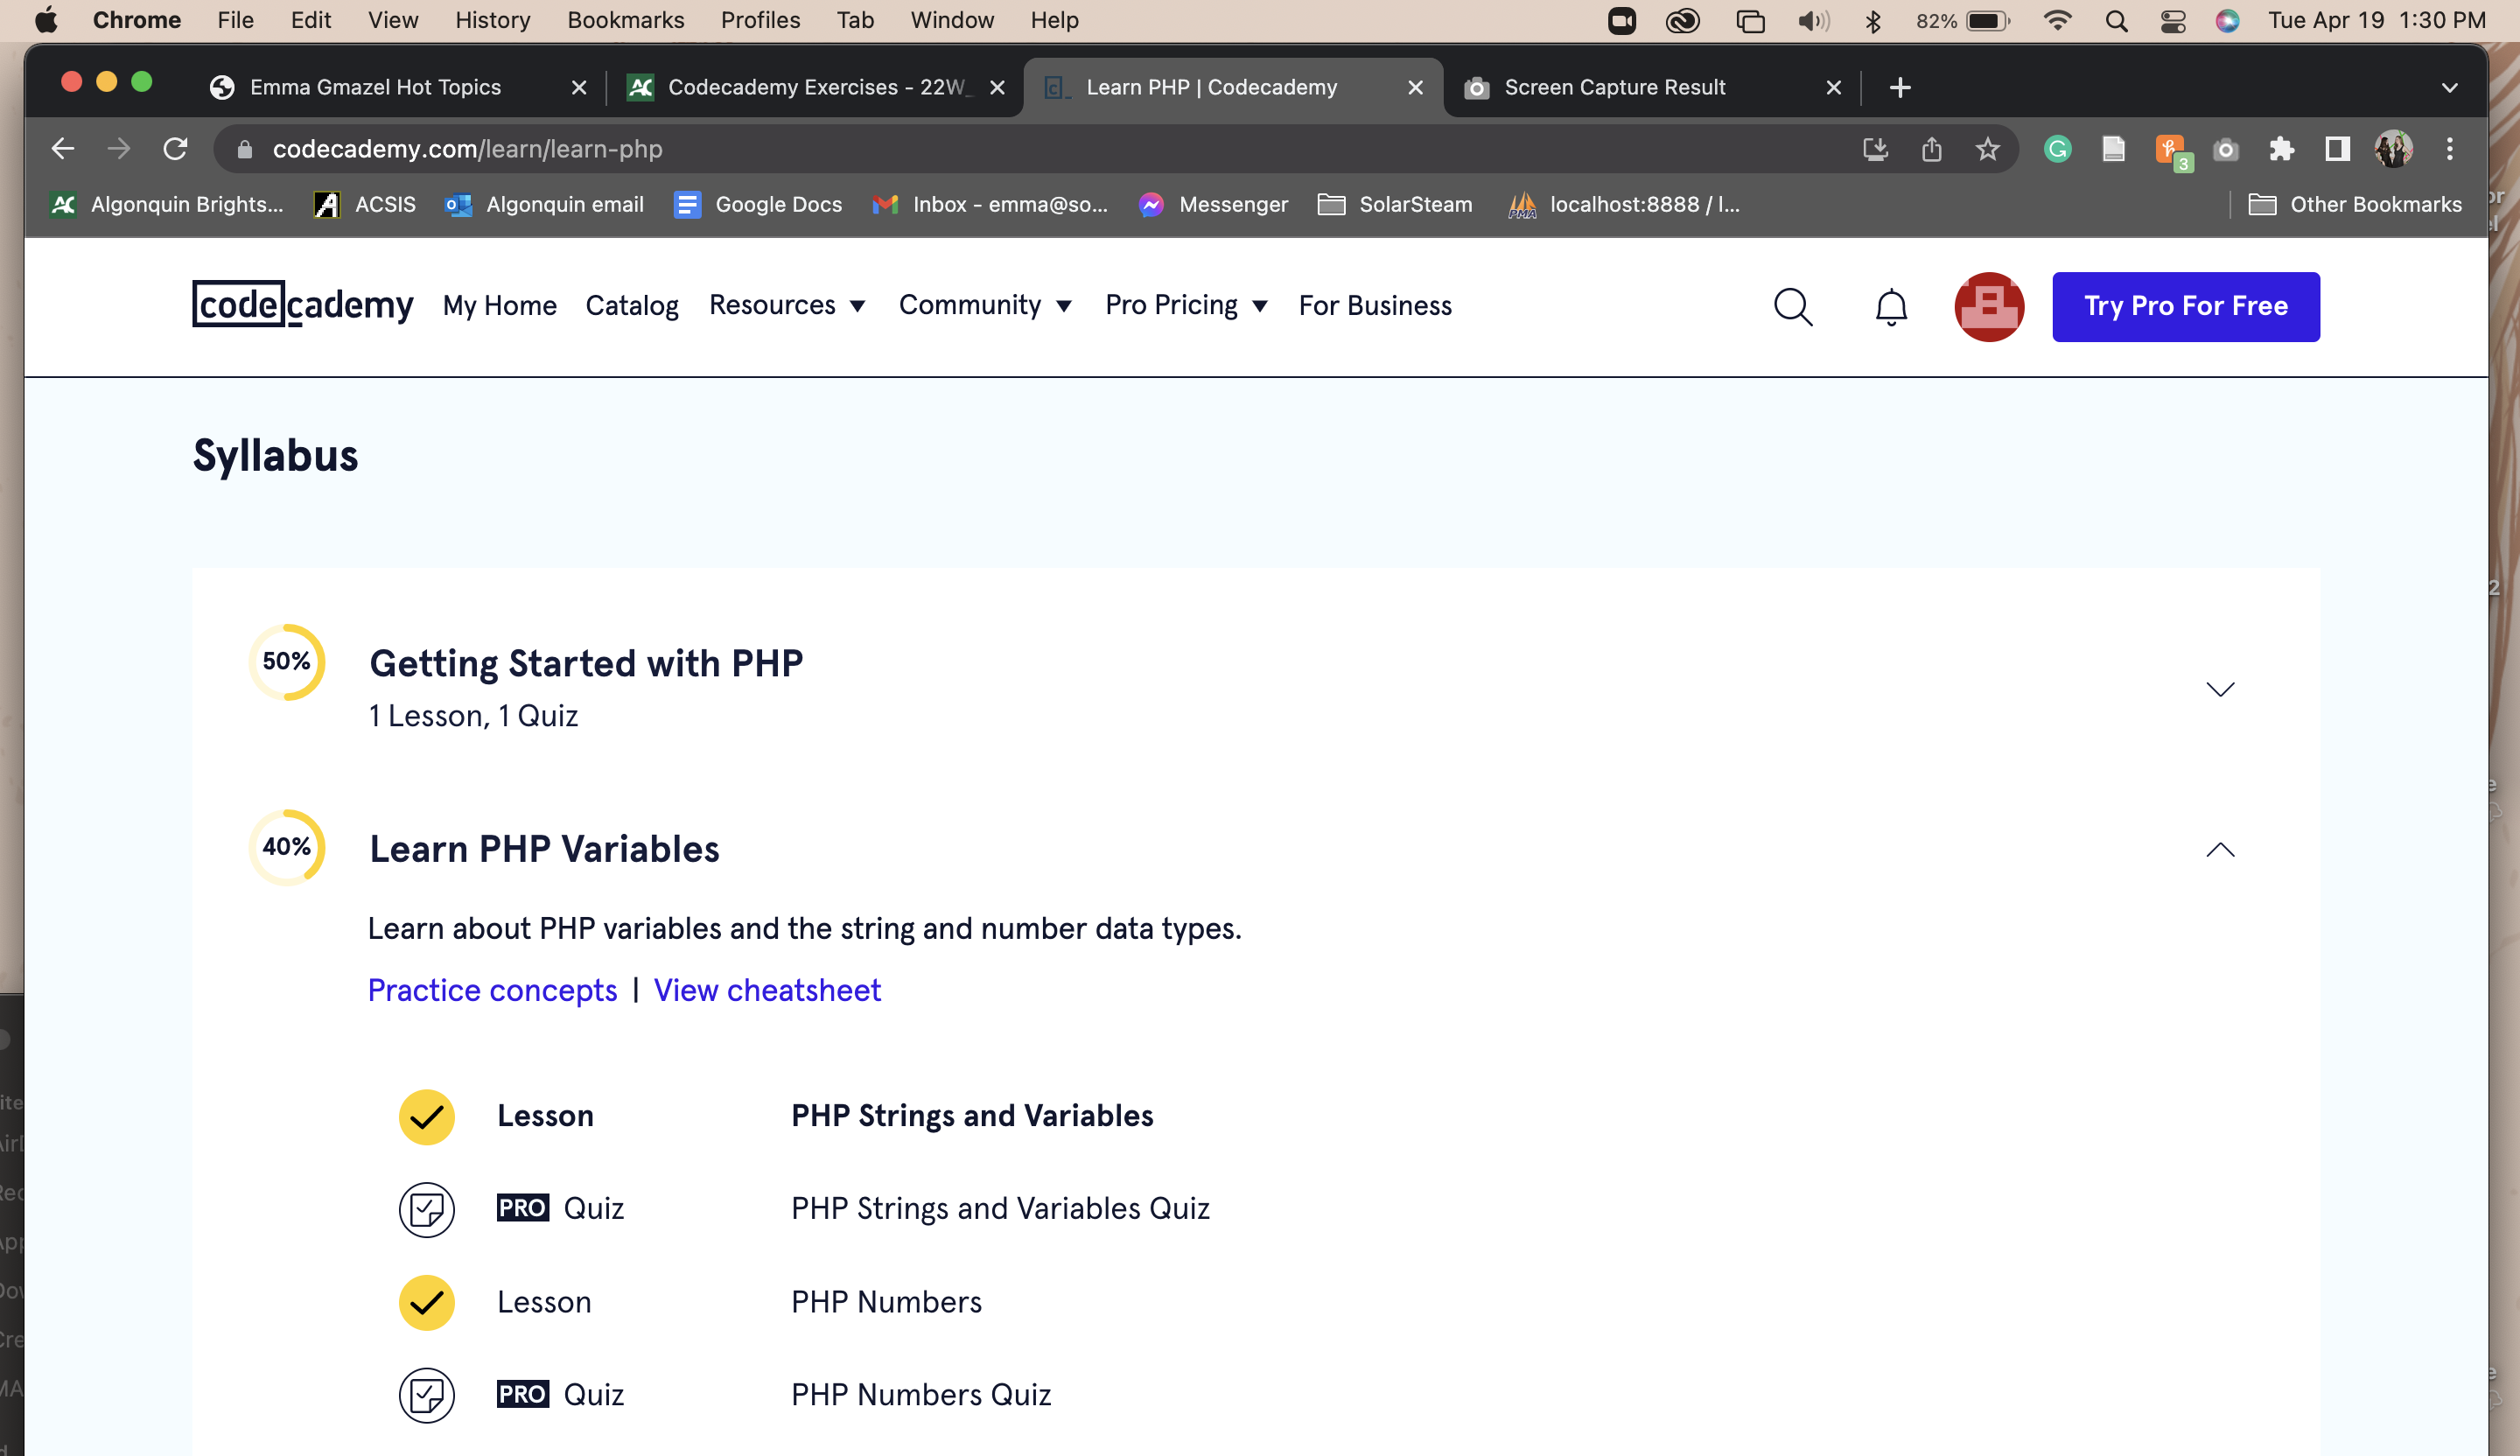 Chrome File Edit View History Bookmarks Profiles Tab Window Help 82% Tue Apr 19 1:30 PM
Emma Gmazel Hot Topics Codecademy Exercises - 22W_ Learn PHP | Codecademy Screen Capture Result
codecademy.com/learn/learn-php 3
Algonquin Brights... ACSIS Algonquin email Google Docs Inbox - emma@so... Messenger SolarSteam localhost:8888 / l... Other Bookmarks
codecademy My Home Catalog Resources Community Pro Pricing For Business Try Pro For Free
Syllabus
50% Getting Started with PHP
1 Lesson, 1 Quiz
40% Learn PHP Variables
Learn about PHP variables and the string and number data types.
Practice concepts | View cheatsheet
Lesson PHP Strings and Variables
PRO Quiz PHP Strings and Variables Quiz
Lesson PHP Numbers
PRO Quiz PHP Numbers Quiz